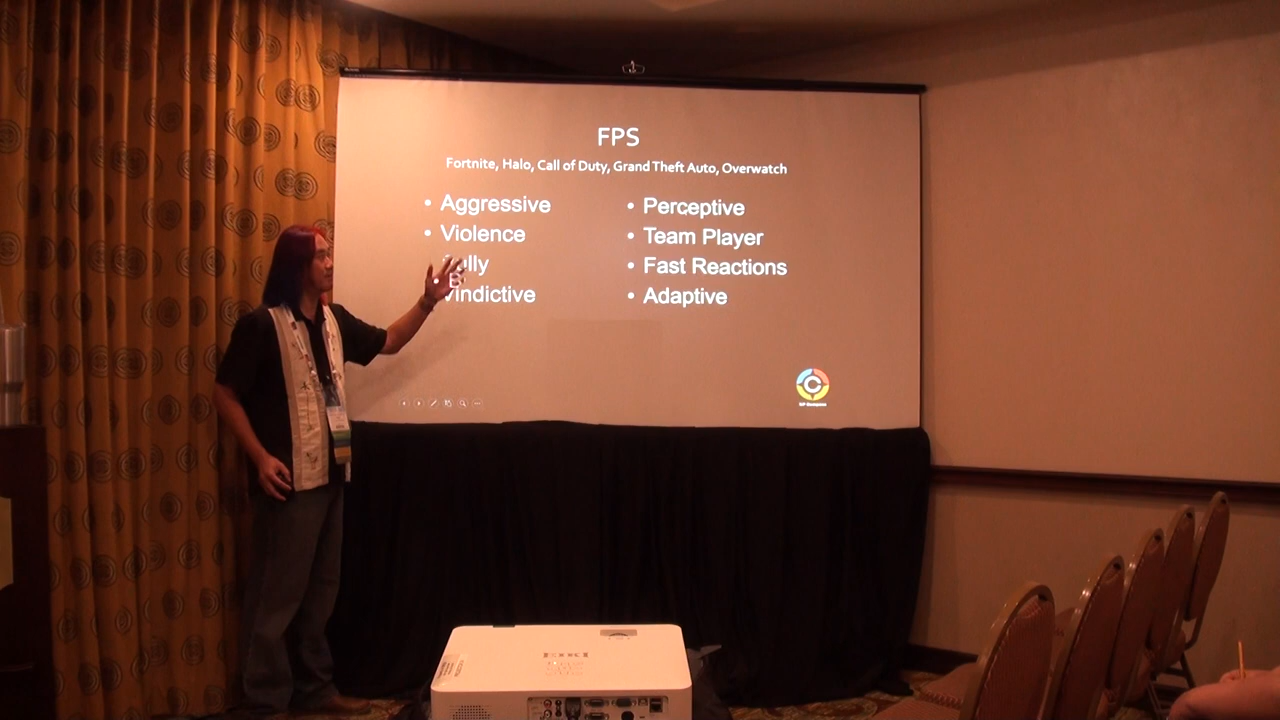 FPS
Fortnite, Halo, Call of Duty, Grand Theft Auto, Overwatch
• Aggressive
• Violence
• Bully
• Vindictive
• Perceptive
• Team Player
• Fast Reactions
• Adaptive
C